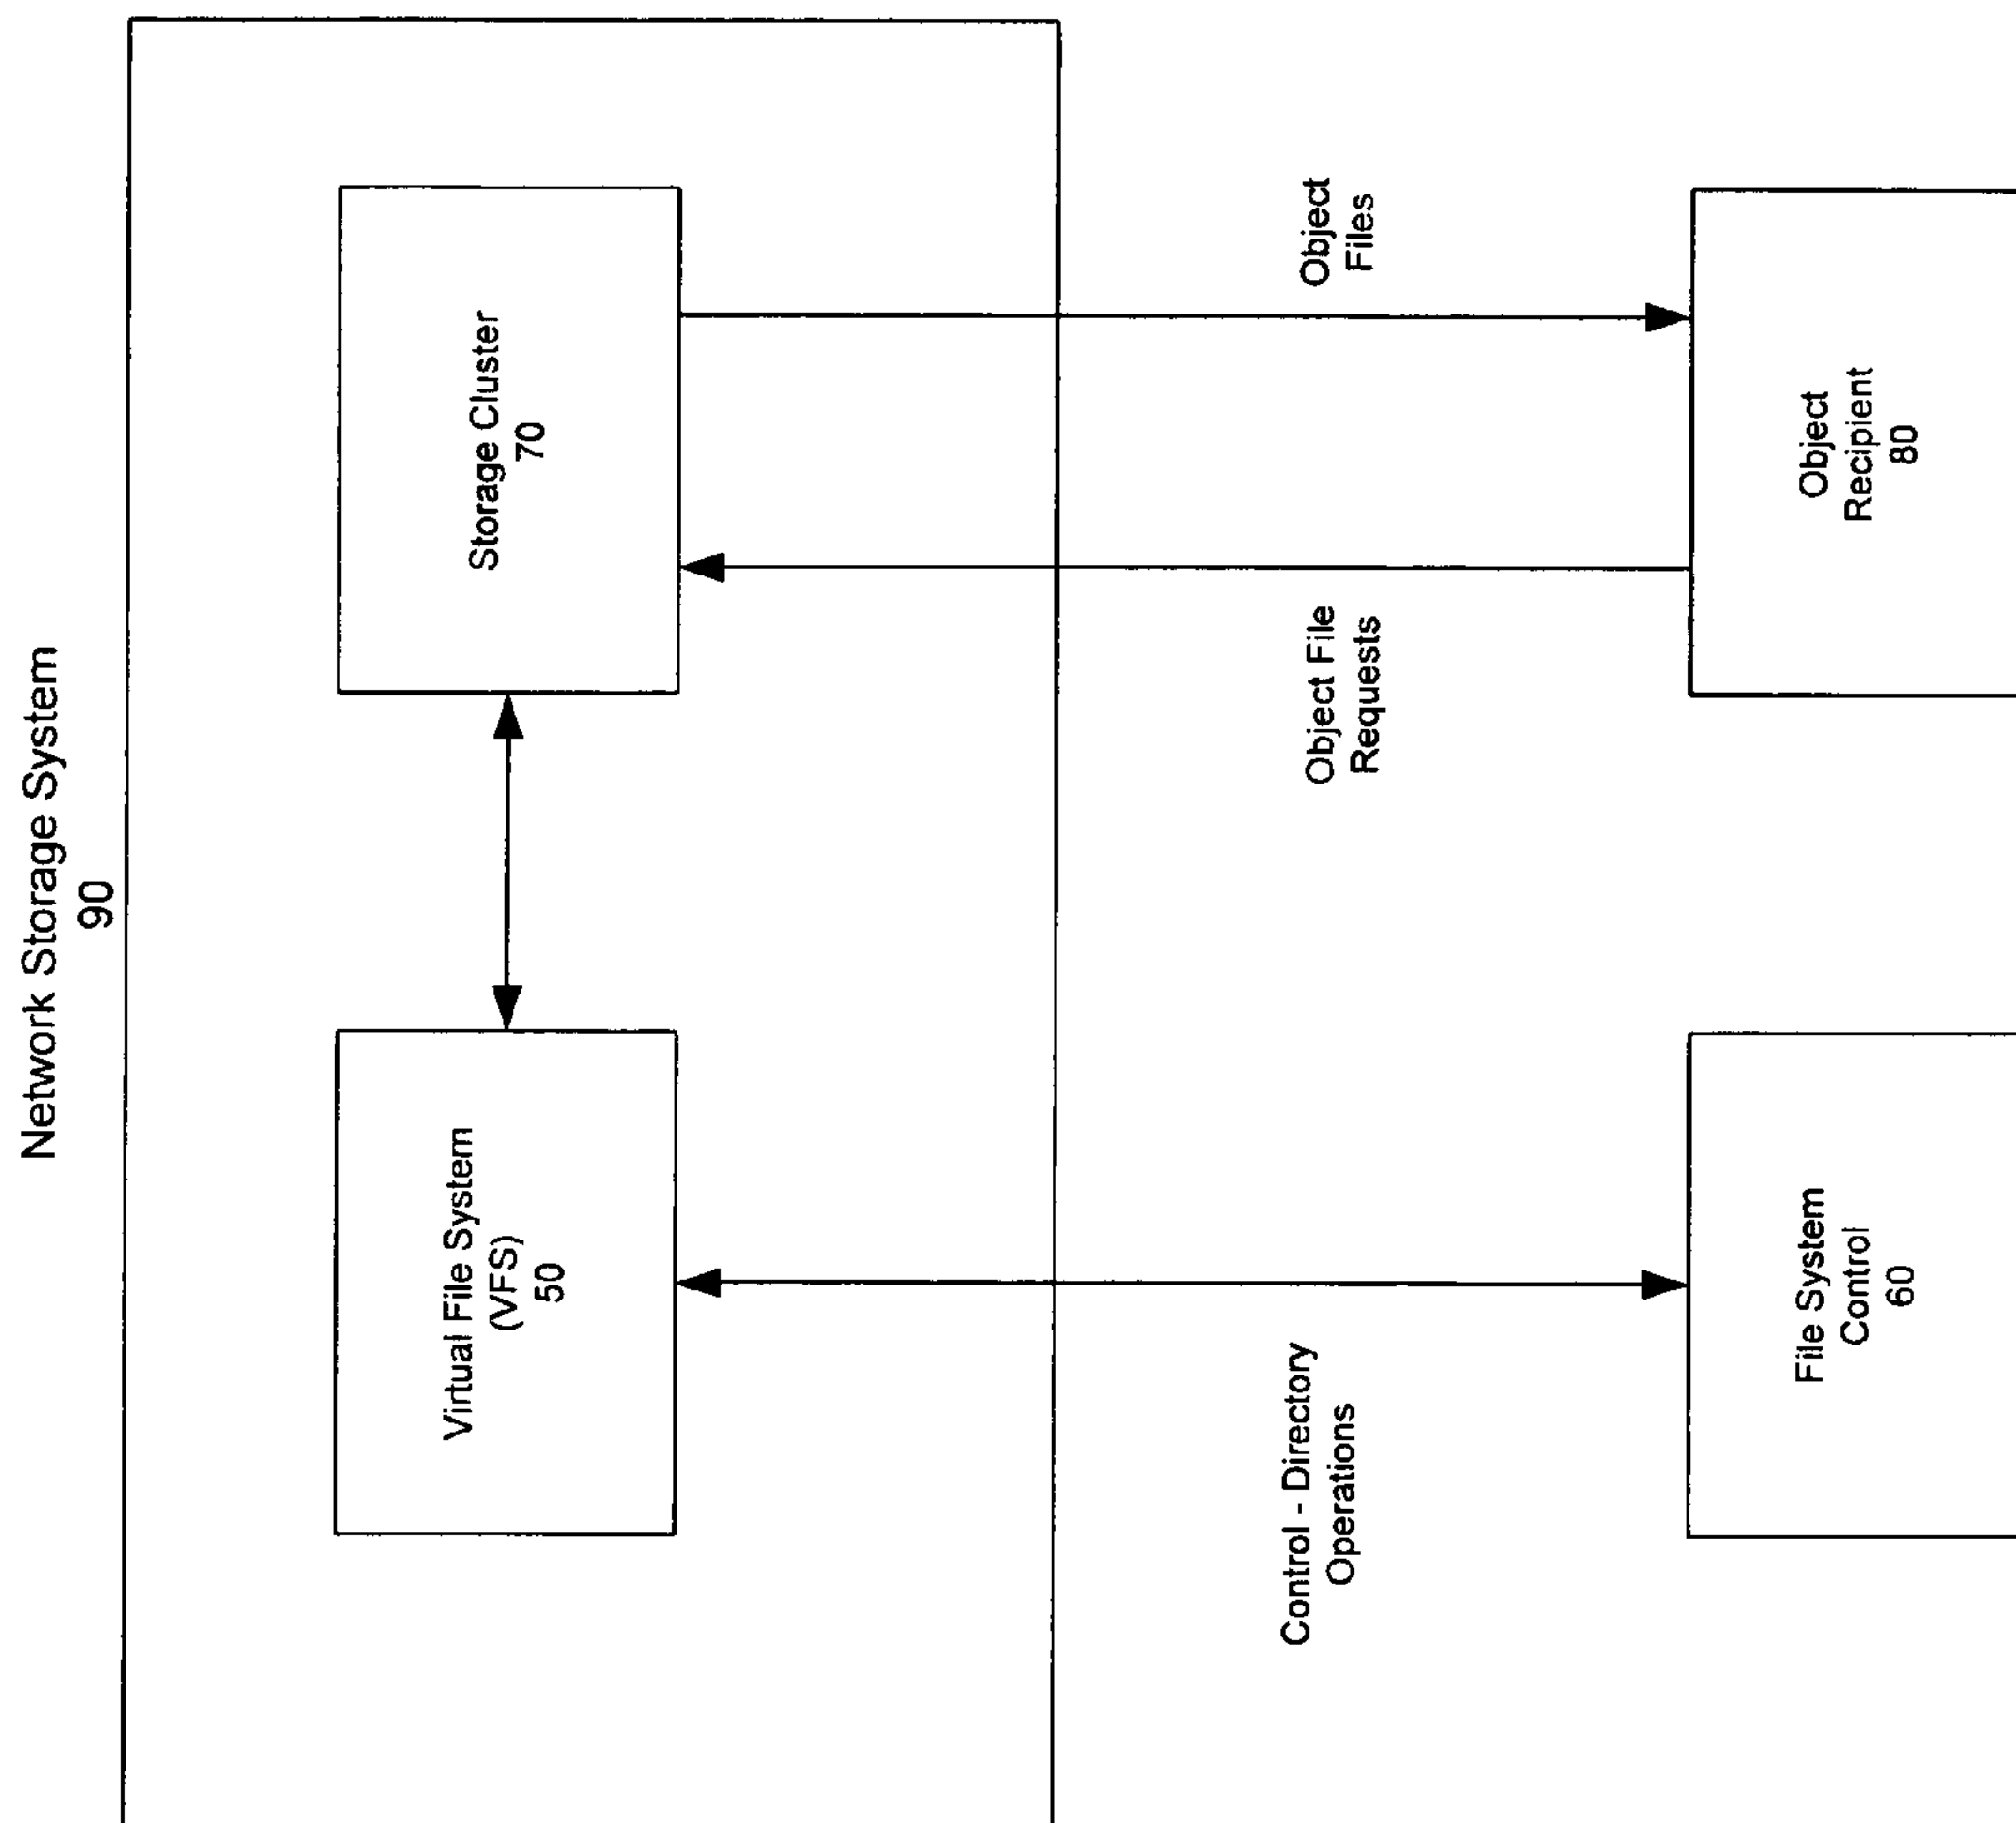 Network Storage System
90
Virtual File System
(VFS)
50
Storage Cluster
70
Control - Directory
Operations
Object File
Requests
Object
Files
File System
Control
60
Object
Recipient
80